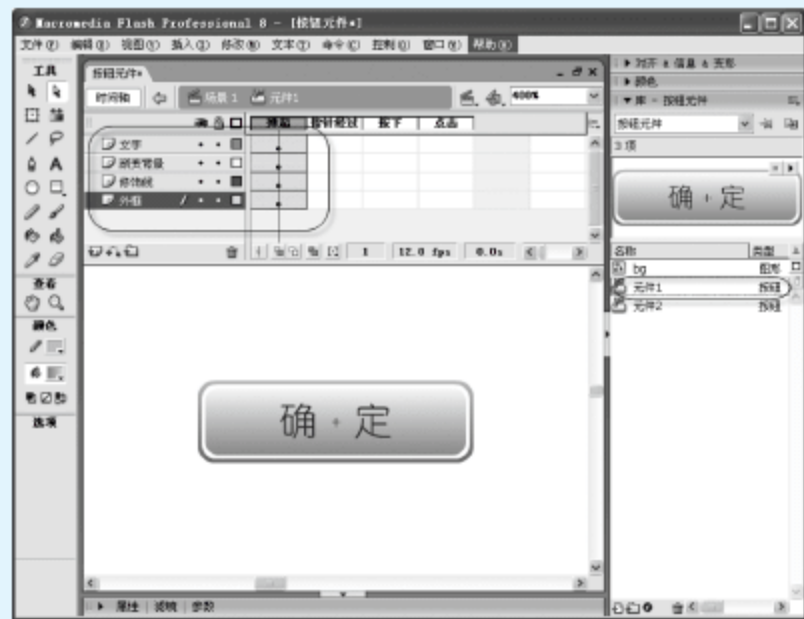 Macromedia Flash Professional 8 - [按钮元件*]
文件(F) 编辑(E) 视图(V) 插入(I) 修改(M) 文本(T) 命令(C) 控制(O) 窗口(W) 帮助(H)
工具
查看
颜色
选项
按钮元件*
时间轴 场景 1 元件1 400%
弹起 指针经过 按下 点击
文字
刷亮背景
修饰线
外框
1 12.0 fps 0.0s
确 定
属性 滤镜 参数
对齐 & 信息 & 变形
颜色
库 - 按钮元件
按钮元件
3 项
确 定
名称 类型
bg 图形
元件1 按钮
元件2 按钮